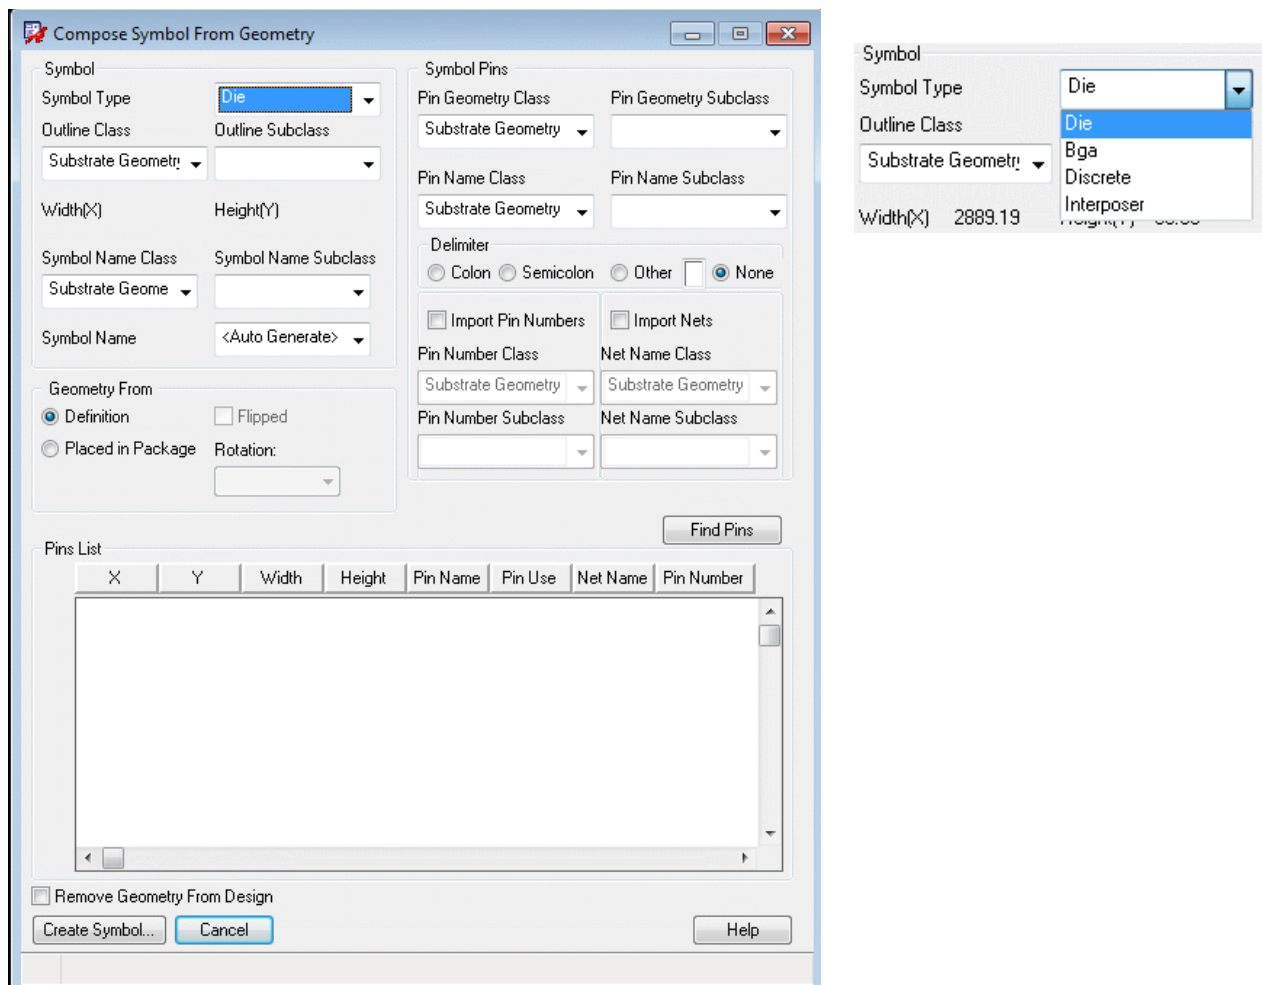 Compose Symbol From Geometry
Symbol
Symbol Type
Die
Outline Class
Outline Subclass
Substrate Geometry
Width(X)
Height(Y)
Symbol Name Class
Symbol Name Subclass
Substrate Geome
Symbol Name
<Auto Generate>
Geometry From
Definition
Flipped
Placed in Package
Rotation:
Symbol Pins
Pin Geometry Class
Pin Geometry Subclass
Substrate Geometry
Pin Name Class
Pin Name Subclass
Substrate Geometry
Delimiter
Colon
Semicolon
Other
None
Import Pin Numbers
Import Nets
Pin Number Class
Net Name Class
Substrate Geometry
Substrate Geometry
Pin Number Subclass
Net Name Subclass
Find Pins
Pins List
X Y Width Height Pin Name Pin Use Net Name Pin Number
Remove Geometry From Design
Create Symbol...
Cancel
Help
Symbol
Symbol Type
Die
Outline Class
Die
Bga
Discrete
Interposer
Substrate Geometry
Width(X) 2889.19